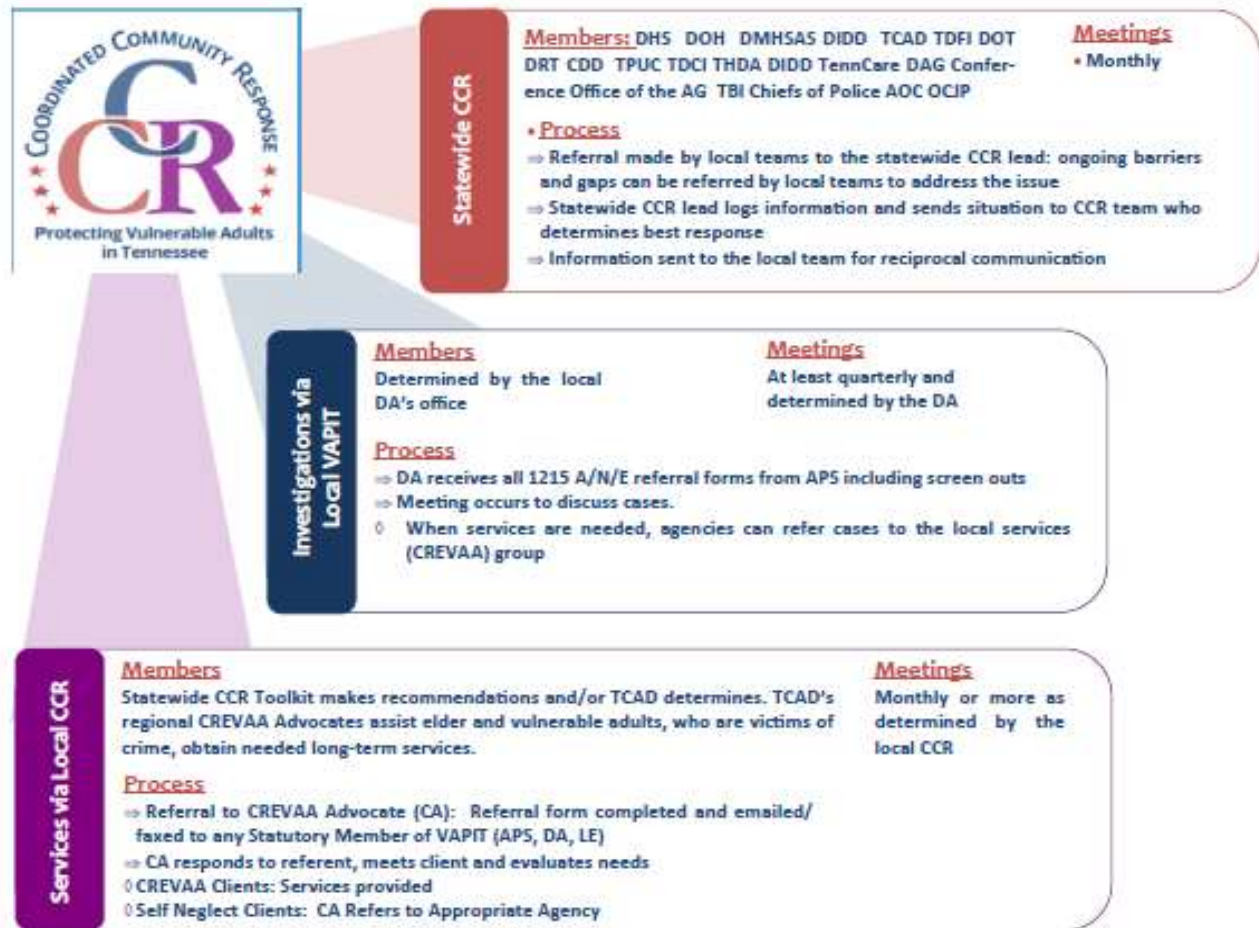 COORDINATED COMMUNITY RESPONSE
CCR
Protecting Vulnerable Adults
in Tennessee
Statewide CCR
Members: DHS DOH DMHSAS DIDD TCAD TDFI DOT
DRT CDD TPUC TDCI THDA DIDD TennCare DAG Confer-
ence Office of the AG TBI Chiefs of Police AOC OCJP
Meetings
• Monthly
• Process
⇒ Referral made by local teams to the statewide CCR lead: ongoing barriers
and gaps can be referred by local teams to address the issue
⇒ Statewide CCR lead logs information and sends situation to CCR team who
determines best response
⇒ Information sent to the local team for reciprocal communication
Investigations via
Local VAPIT
Members
Determined by the local
DA's office
Meetings
At least quarterly and
determined by the DA
Process
⇒ DA receives all 1215 A/N/E referral forms from APS including screen outs
⇒ Meeting occurs to discuss cases.
◊ When services are needed, agencies can refer cases to the local services
(CREVAA) group
Services via Local CCR
Members
Statewide CCR Toolkit makes recommendations and/or TCAD determines. TCAD's
regional CREVAA Advocates assist elder and vulnerable adults, who are victims of
crime, obtain needed long-term services.
Meetings
Monthly or more as
determined by the
local CCR
Process
⇒ Referral to CREVAA Advocate (CA): Referral form completed and emailed/
faxed to any Statutory Member of VAPIT (APS, DA, LE)
⇒ CA responds to referent, meets client and evaluates needs
◊ CREVAA Clients: Services provided
◊ Self Neglect Clients: CA Refers to Appropriate Agency